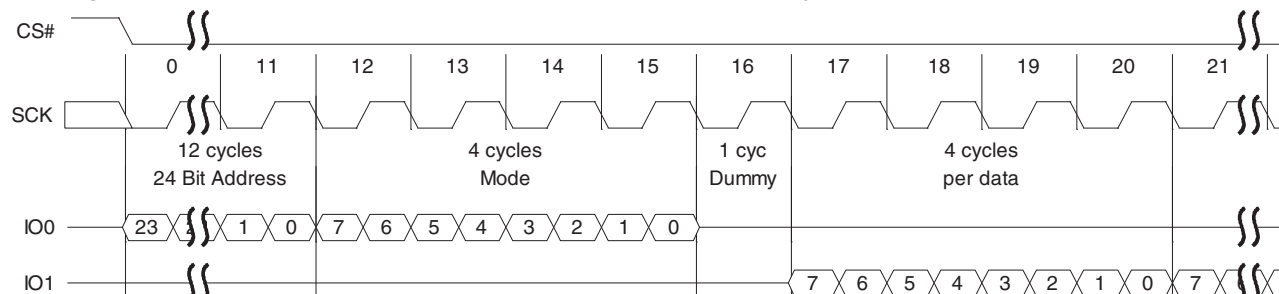 CS#
0 11 12 13 14 15 16 17 18 19 20 21
SCK
12 cycles 4 cycles 1 cyc 4 cycles
24 Bit Address Mode Dummy per data
IO0 23 1 0 7 6 5 4 3 2 1 0
IO1 7 6 5 4 3 2 1 0 7